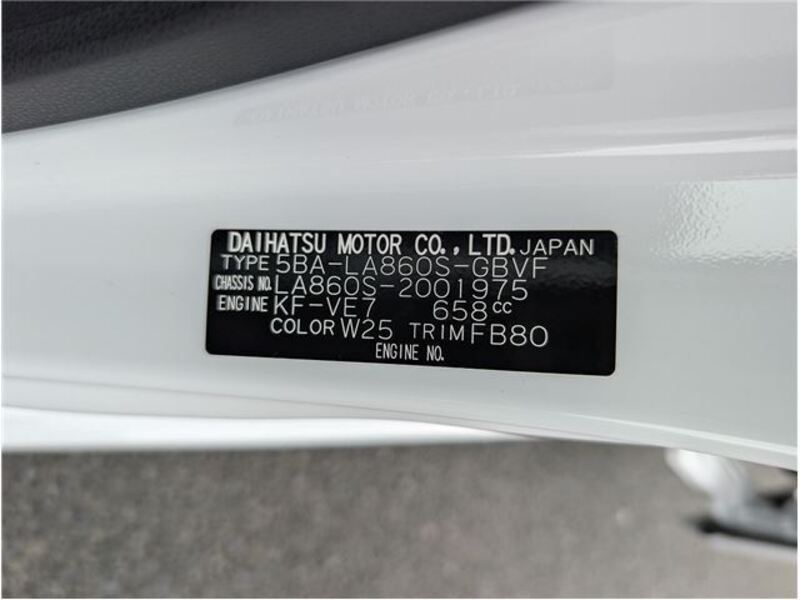 DAIHATSU MOTOR CO., LTD. JAPAN
TYPE 5BA-LA860S-GBVF
CHASSIS NO. LA860S-2001975
ENGINE KF-VE7 658CC
COLOR W25 TRIM FB80
ENGINE NO.